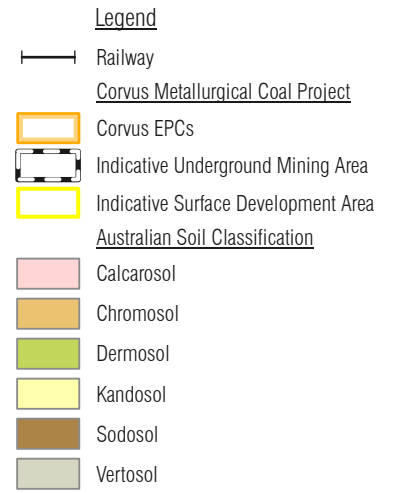 Legend
Railway
Corvus Metallurgical Coal Project
Corvus EPCs
Indicative Underground Mining Area
Indicative Surface Development Area
Australian Soil Classification
Calcarosol
Chromosol
Dermosol
Kandosol
Sodosol
Vertosol